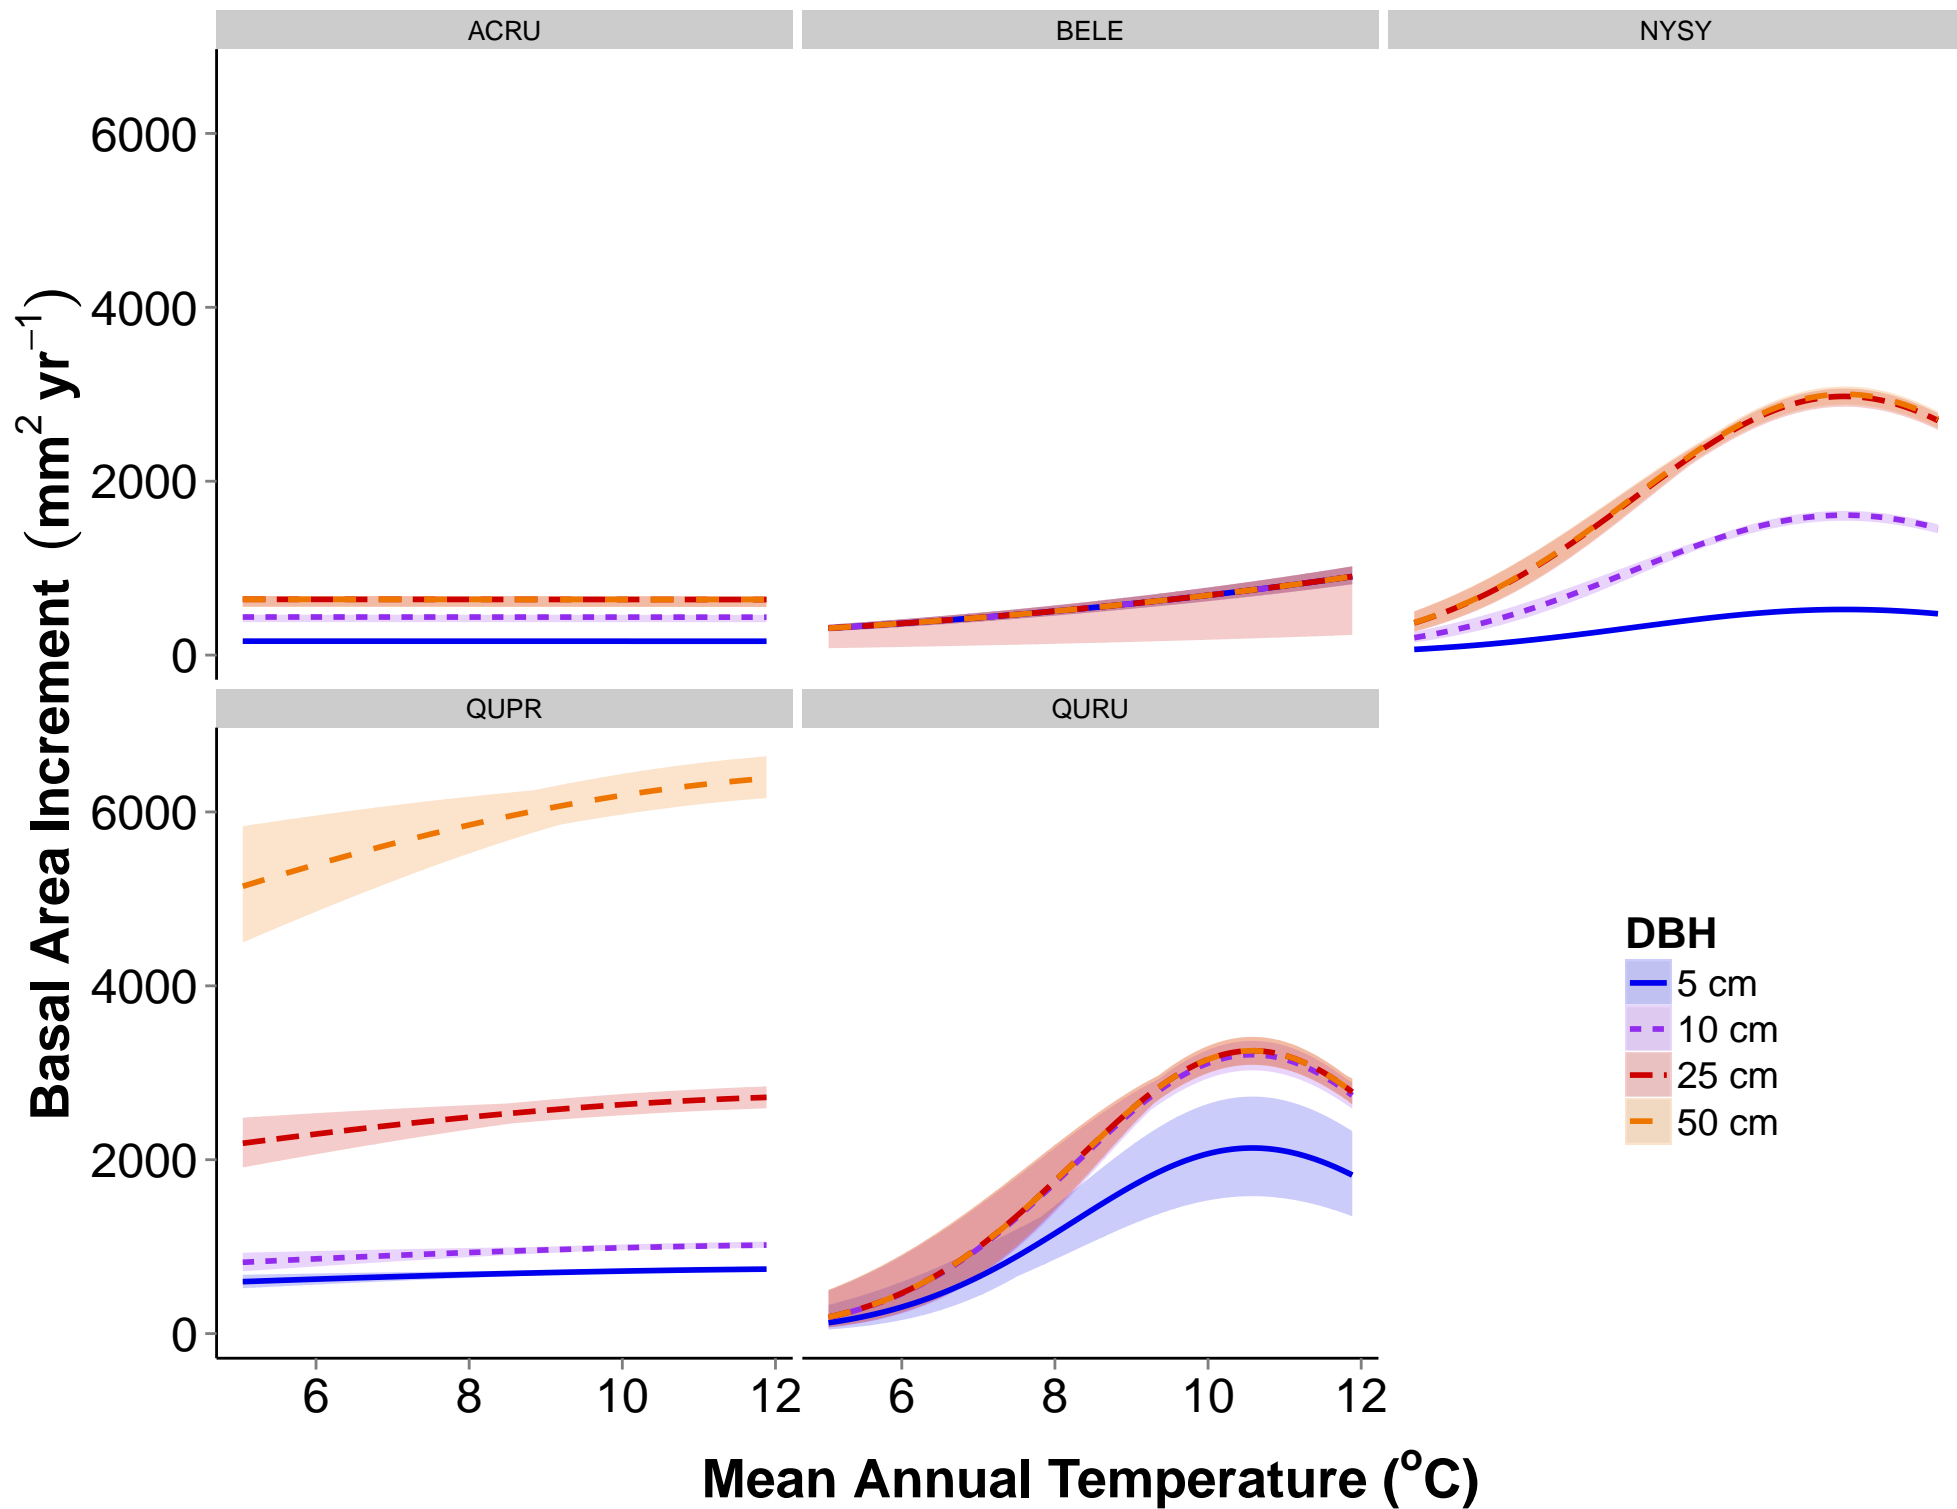 ACRU BELE NYSY
6000
4000
2000
0
QUPR QURU
6000
4000
2000
0
6 8 10 12 6 8 10 12
Basal Area Increment (mm² yr⁻¹)
Mean Annual Temperature (°C)
DBH
5 cm
10 cm
25 cm
50 cm